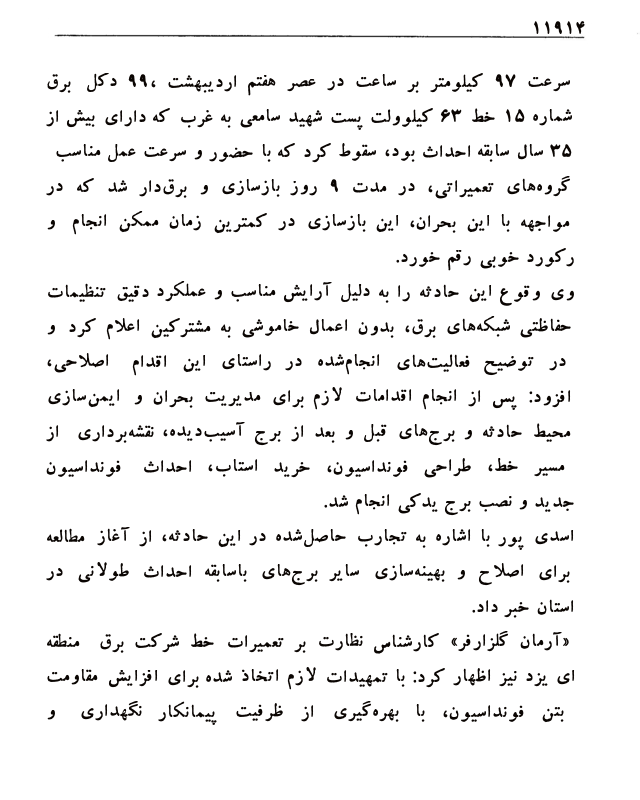 ۱۱۹۱۴
سرعت ۹۷ کیلومتر بر ساعت در عصر هفتم اردیبهشت ،۹۹ دکل برق
شماره ۱۵ خط ۶۳ کیلوولت پست شهید سامعی به غرب که دارای بیش از
۳۵ سال سابقه احداث بود، سقوط کرد که با حضور و سرعت عمل مناسب
گروه‌های تعمیراتی، در مدت ۹ روز بازسازی و برق‌دار شد که در
مواجهه با این بحران، این بازسازی در کمترین زمان ممکن انجام و
رکورد خوبی رقم خورد.
وی وقوع این حادثه را به دلیل آرایش مناسب و عملکرد دقیق تنظیمات
حفاظتی شبکه‌های برق، بدون اعمال خاموشی به مشترکین اعلام کرد و
در توضیح فعالیت‌های انجام‌شده در راستای این اقدام اصلاحی،
افزود: پس از انجام اقدامات لازم برای مدیریت بحران و ایمن‌سازی
محیط حادثه و برج‌های قبل و بعد از برج آسیب‌دیده، نقشه‌برداری از
مسیر خط، طراحی فونداسیون، خرید استاب، احداث فونداسیون
جدید و نصب برج یدکی انجام شد.
اسدی پور با اشاره به تجارب حاصل‌شده در این حادثه، از آغاز مطالعه
برای اصلاح و بهینه‌سازی سایر برج‌های باسابقه احداث طولانی در
استان خبر داد.
«آرمان گلزارفر» کارشناس نظارت بر تعمیرات خط شرکت برق منطقه
ای یزد نیز اظهار کرد: با تمهیدات لازم اتخاذ شده برای افزایش مقاومت
بتن فونداسیون، با بهره‌گیری از ظرفیت پیمانکار نگهداری و